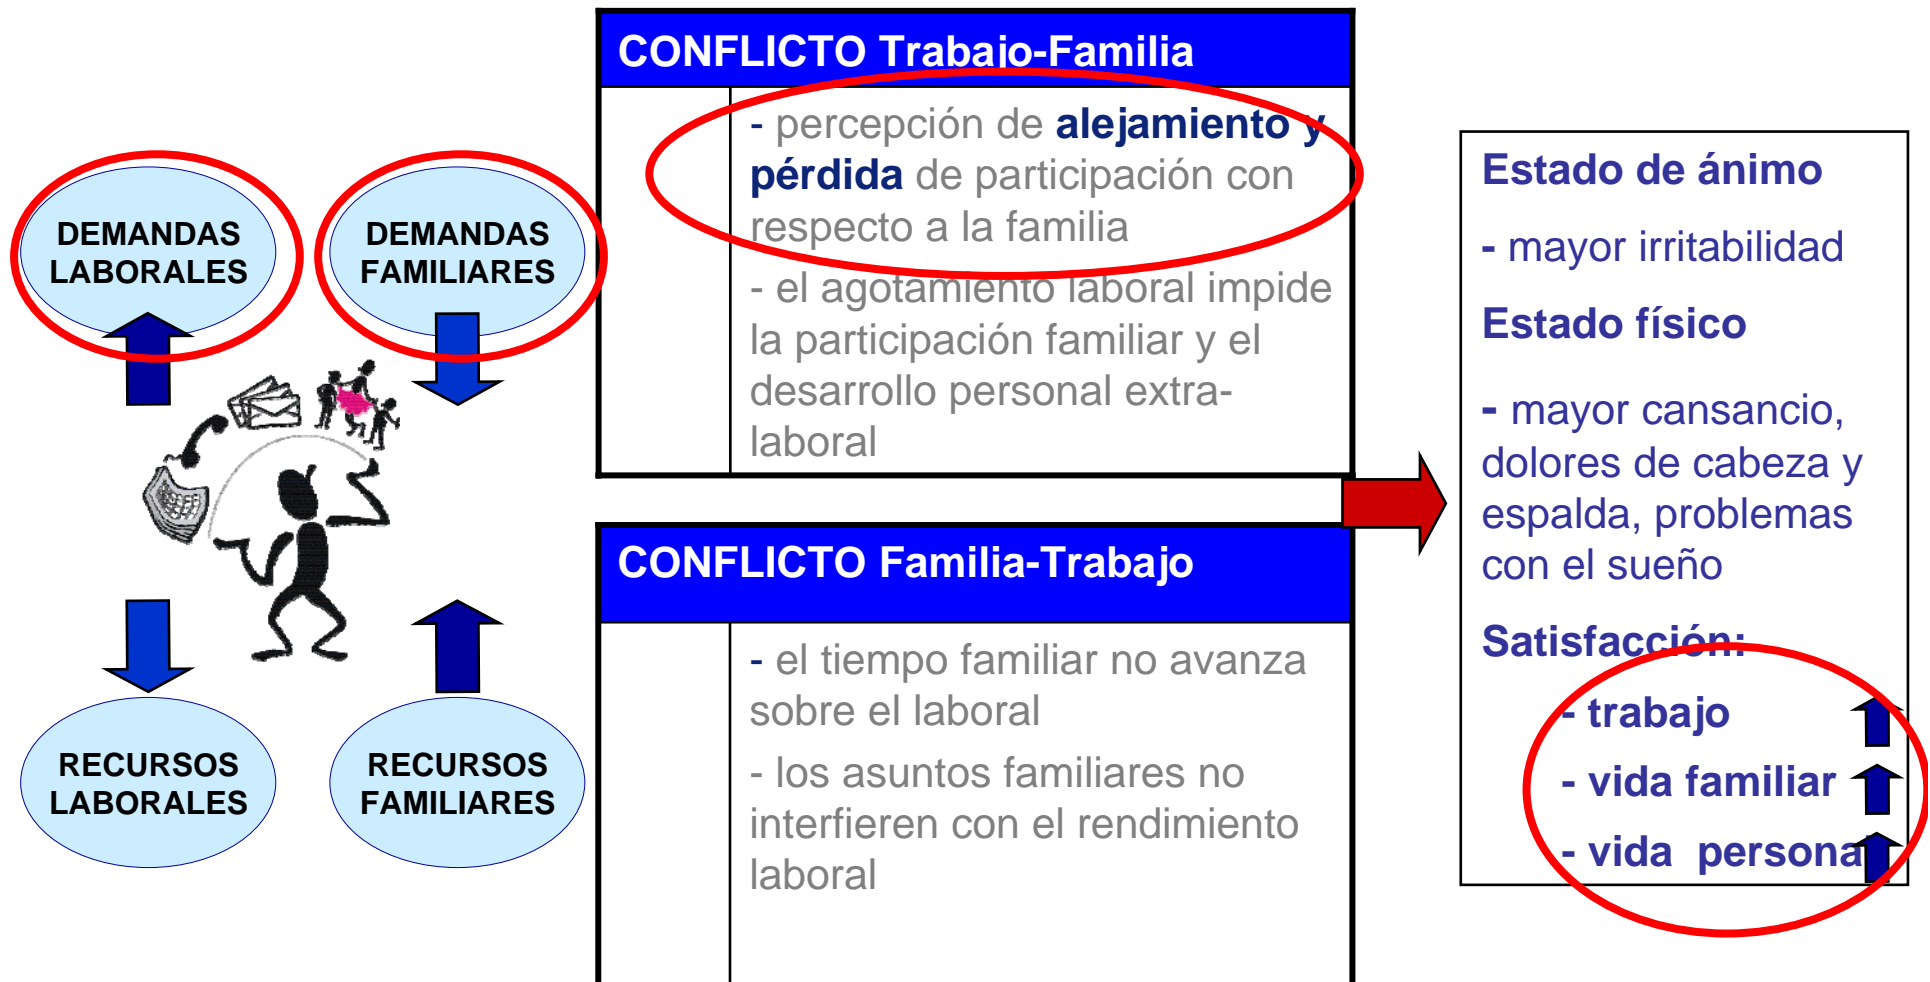 DEMANDAS
LABORALES
DEMANDAS
FAMILIARES
RECURSOS
LABORALES
RECURSOS
FAMILIARES
CONFLICTO Trabajo-Familia
- percepción de alejamiento y
pérdida de participación con
respecto a la familia
- el agotamiento laboral impide
la participación familiar y el
desarrollo personal extra-
laboral
CONFLICTO Familia-Trabajo
- el tiempo familiar no avanza
sobre el laboral
- los asuntos familiares no
interfieren con el rendimiento
laboral
Estado de ánimo
- mayor irritabilidad
Estado físico
- mayor cansancio,
dolores de cabeza y
espalda, problemas
con el sueño
Satisfacción:
- trabajo
- vida familiar
- vida persona